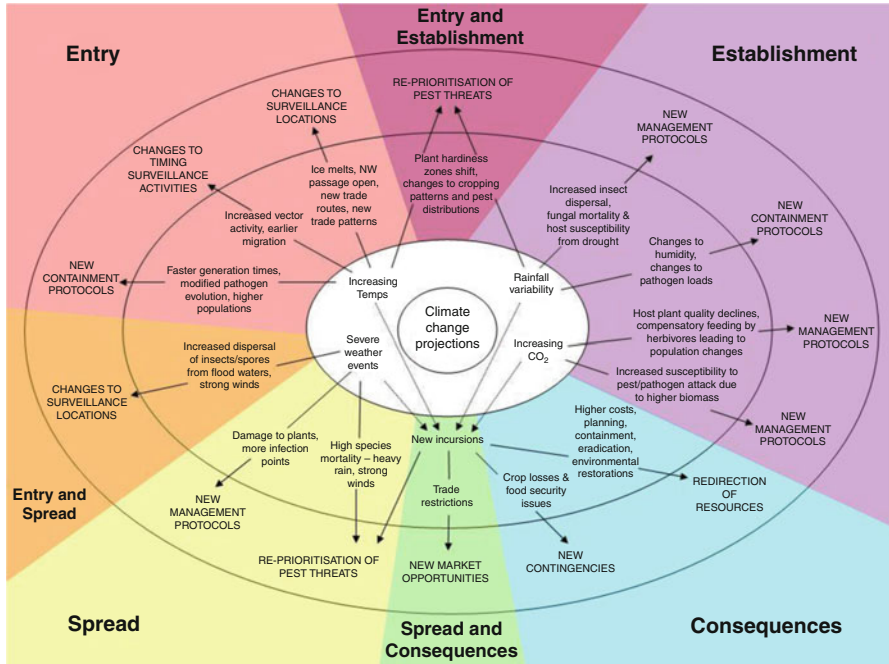 Entry
Entry and
Establishment
Establishment
RE-PRIORITISATION OF
PEST THREATS
CHANGES TO
SURVEILLANCE
LOCATIONS
CHANGES TO
TIMING
SURVEILLANCE
ACTIVITIES
NEW
MANAGEMENT
PROTOCOLS
Ice melts, NW
passage open,
new trade
routes, new
trade patterns
Plant hardiness
zones shift,
changes to cropping
patterns and pest
distributions
Increased insect
dispersal,
fungal mortality &
host susceptibility
from drought
Increased vector
activity, earlier
migration
NEW
CONTAINMENT
PROTOCOLS
Changes to
humidity,
changes to
pathogen loads
NEW
CONTAINMENT
PROTOCOLS
Faster generation times,
modified pathogen
evolution, higher
populations
Increasing
Temps
Rainfall
variability
Climate
change
projections
Host plant quality declines,
compensatory feeding by
herbivores leading to
population changes
NEW
MANAGEMENT
PROTOCOLS
Severe
weather
events
Increasing
CO2
Increased dispersal
of insects/spores
from flood waters,
strong winds
CHANGES TO
SURVEILLANCE
LOCATIONS
Increased susceptibility to
pest/pathogen attack due
to higher biomass
NEW
MANAGEMENT
PROTOCOLS
Damage to plants,
more infection
points
High species
mortality – heavy
rain, strong
winds
New incursions
Higher costs,
planning,
containment,
eradication,
environmental
restorations
Trade
restrictions
Crop losses &
food security
issues
REDIRECTION
OF
RESOURCES
Entry and
Spread
NEW
MANAGEMENT
PROTOCOLS
RE-PRIORITISATION OF
PEST THREATS
NEW MARKET
OPPORTUNITIES
NEW
CONTINGENCIES
Spread
Spread and
Consequences
Consequences